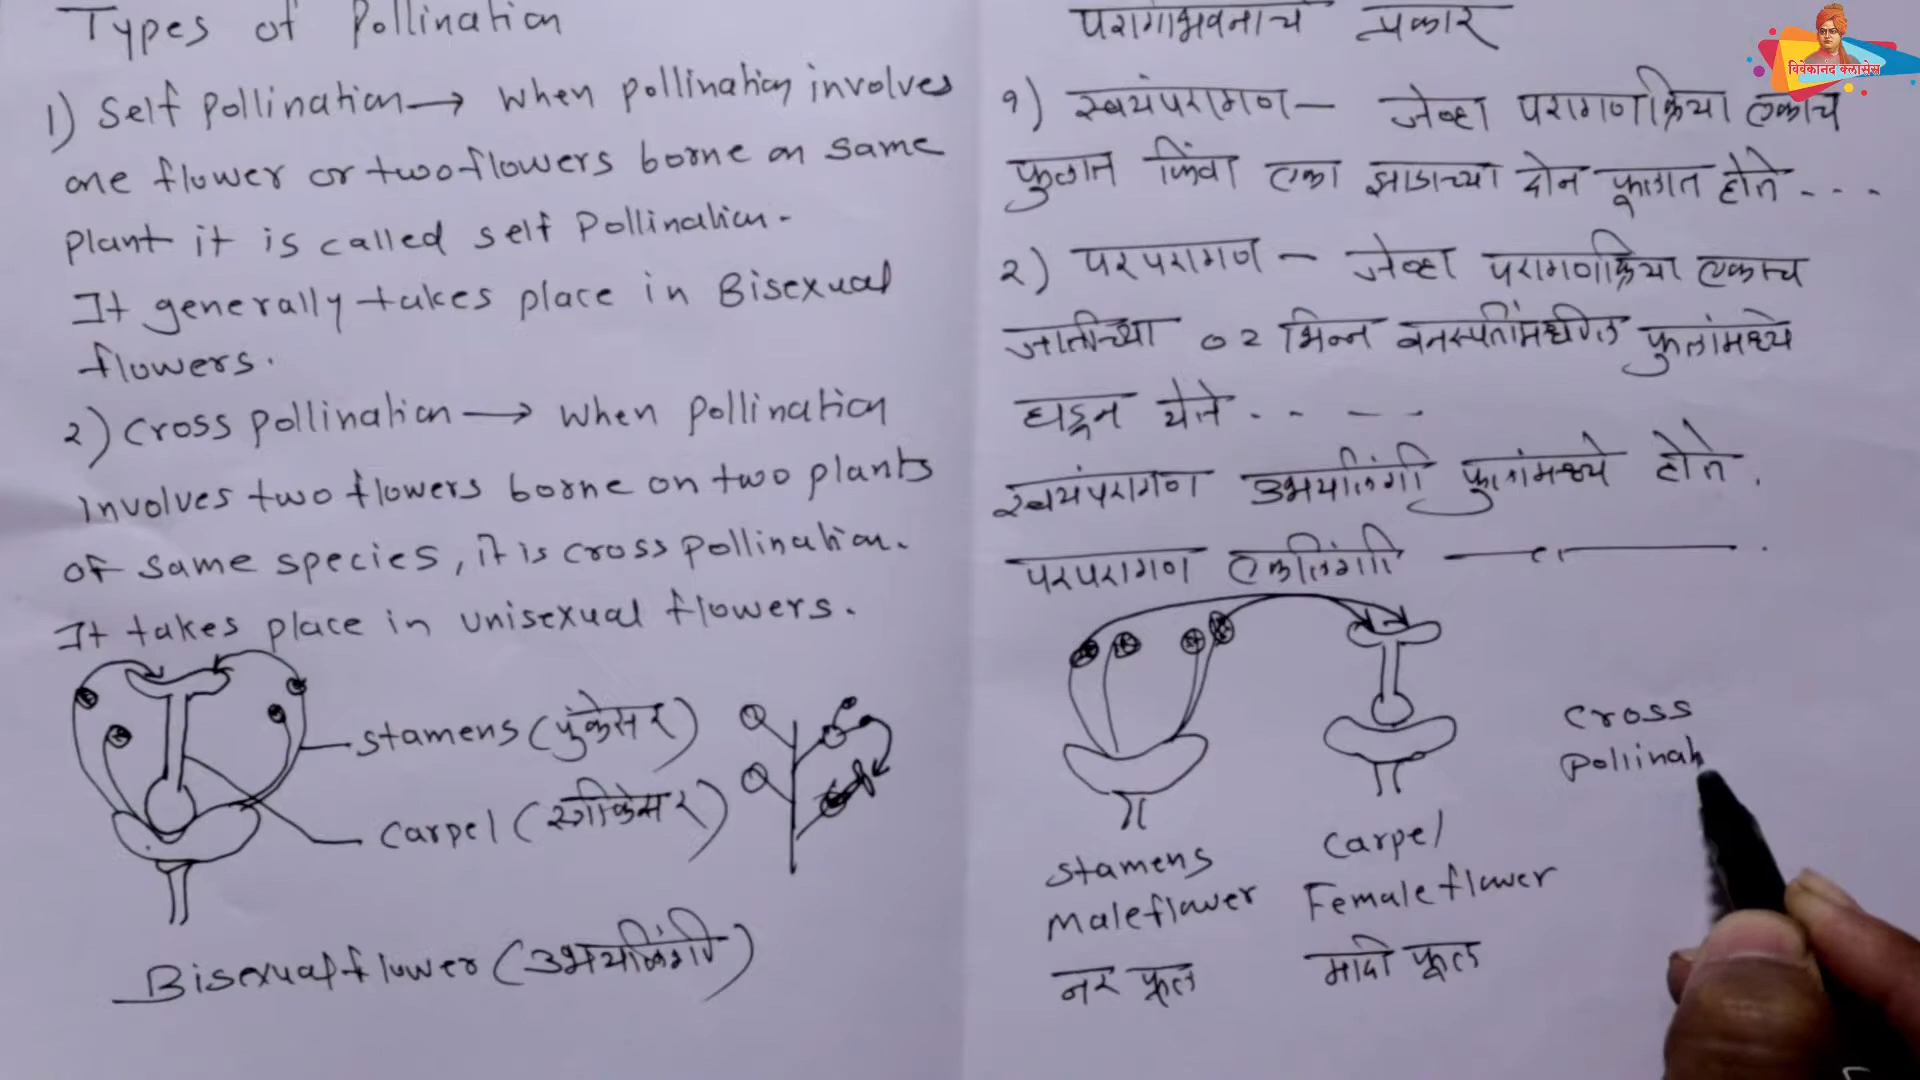 Types of Pollination
1) Self pollination → When pollination involves
one flower or two flowers borne on same
plant it is called self Pollination.
It generally takes place in Bisexual
flowers.
2) Cross pollination → When pollination
involves two flowers borne on two plants
of same species, it is cross pollination.
It takes place in unisexual flowers.
stamens (पुंकेसर)
carpel (स्त्रीकेसर)
Bisexual flower (उभयलिंगी)
परागीभवनाचे प्रकार
१) स्वयंपरागण — जेव्हा परागणक्रिया एकाच
फुलात किंवा एका झाडाच्या दोन फूलात होते - - -
२) परपरागण — जेव्हा परागणक्रिया एकाच
जातीच्या ०२ भिन्न वनस्पतींमधील फुलांमध्ये
घडून येते - - - -
स्वयंपरागण उभयलिंगी फुलांमध्ये होते.
परपरागण एकलिंगी —〃—.
stamens
Male flower
नर फूल
Carpel
Female flower
मादी फूल
Cross
Pollinah
विवेकानंद क्लासेस